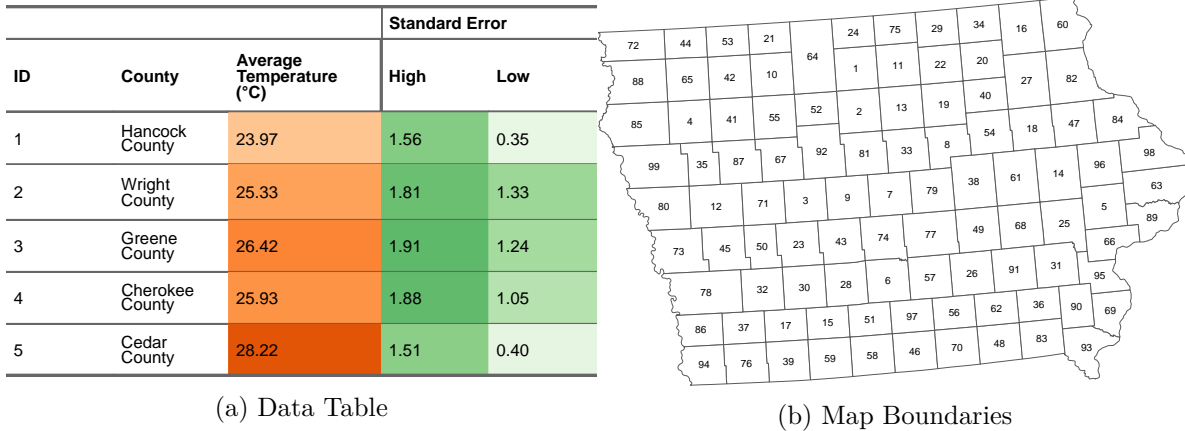 Standard Error
ID County Average Temperature (°C) High Low
1 Hancock County 23.97 1.56 0.35
2 Wright County 25.33 1.81 1.33
3 Greene County 26.42 1.91 1.24
4 Cherokee County 25.93 1.88 1.05
5 Cedar County 28.22 1.51 0.40
(a) Data Table
72 44 53 21 64 24 75 29 34 16 60
88 65 42 10 1 11 22 20 27 82
85 4 41 55 52 2 13 19 40 54 18 47 84
99 35 87 67 92 81 33 8 38 61 14 96 98
80 12 71 3 9 7 79 5 63
73 45 50 23 43 74 77 49 68 25 66 89
78 32 30 28 6 57 26 91 31 95
86 37 17 15 51 97 56 62 36 90 69
94 76 39 59 58 46 70 48 83 93
(b) Map Boundaries